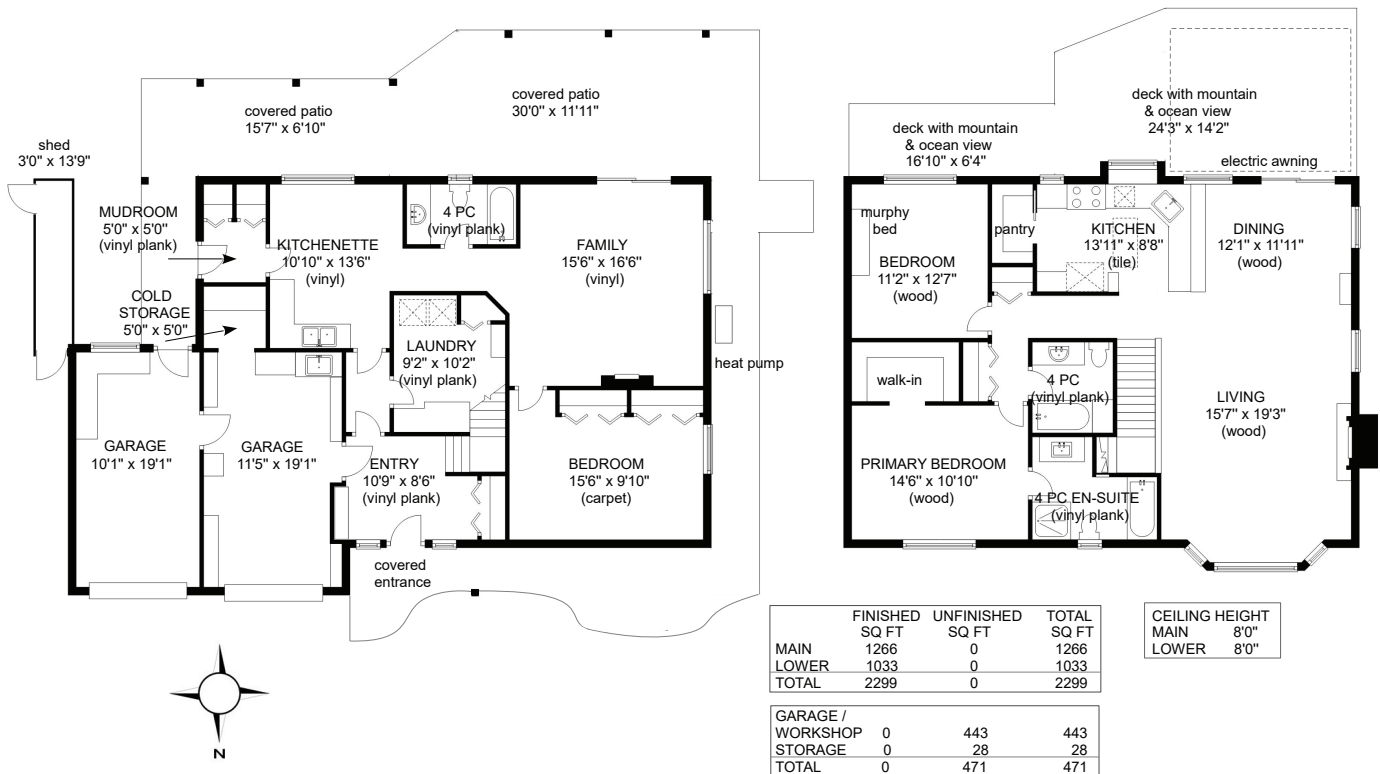 covered patio
15'7" x 6'10"
covered patio
30'0" x 11'11"
shed
3'0" x 13'9"
MUDROOM
5'0" x 5'0"
(vinyl plank)
KITCHENETTE
10'10" x 13'6"
(vinyl)
4 PC
(vinyl plank)
FAMILY
15'6" x 16'6"
(vinyl)
COLD
STORAGE
5'0" x 5'0"
LAUNDRY
9'2" x 10'2"
(vinyl plank)
heat pump
GARAGE
10'1" x 19'1"
GARAGE
11'5" x 19'1"
ENTRY
10'9" x 8'6"
(vinyl plank)
BEDROOM
15'6" x 9'10"
(carpet)
covered
entrance
N
deck with mountain
& ocean view
16'10" x 6'4"
deck with mountain
& ocean view
24'3" x 14'2"
electric awning
murphy
bed
BEDROOM
11'2" x 12'7"
(wood)
pantry
KITCHEN
13'11" x 8'8"
(tile)
DINING
12'1" x 11'11"
(wood)
walk-in
4 PC
(vinyl plank)
LIVING
15'7" x 19'3"
(wood)
PRIMARY BEDROOM
14'6" x 10'10"
(wood)
4 PC EN-SUITE
(vinyl plank)
FINISHED UNFINISHED TOTAL
SQ FT SQ FT SQ FT
MAIN 1266 0 1266
LOWER 1033 0 1033
TOTAL 2299 0 2299
CEILING HEIGHT
MAIN 8'0"
LOWER 8'0"
GARAGE /
WORKSHOP 0 443 443
STORAGE 0 28 28
TOTAL 0 471 471